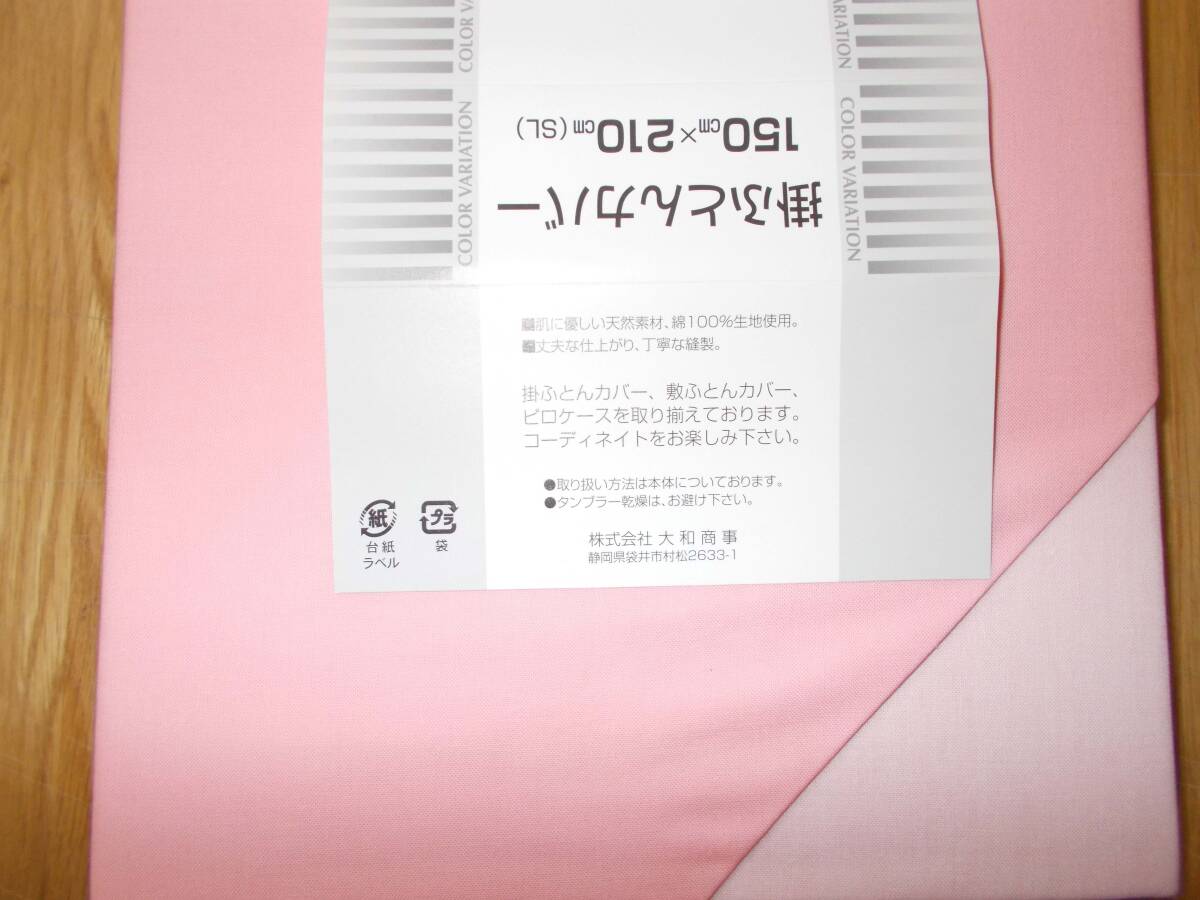 COLOR VARIATION
COLOR VARIATION
COLOR VARIATION
掛ふとんカバー
150cm×210cm (SL)
■肌に優しい天然素材、綿100%生地使用。
■丈夫な仕上がり、丁寧な縫製。
掛ふとんカバー、敷ふとんカバー、
ピロケースを取り揃えております。
コーディネイトをお楽しみ下さい。
●取り扱い方法は本体についております。
●タンブラー乾燥は、お避け下さい。
株式会社 大和商事
静岡県袋井市村松2633-1
紙
台紙
ラベル
プラ
袋